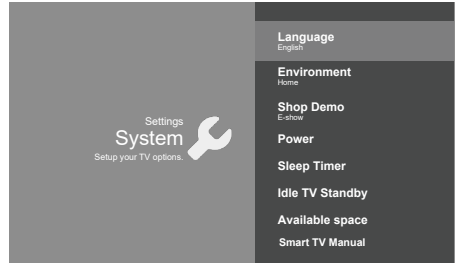 Settings
System
Setup your TV options.
Language
English
Environment
Home
Shop Demo
E-show
Power
Sleep Timer
Idle TV Standby
Available space
Smart TV Manual